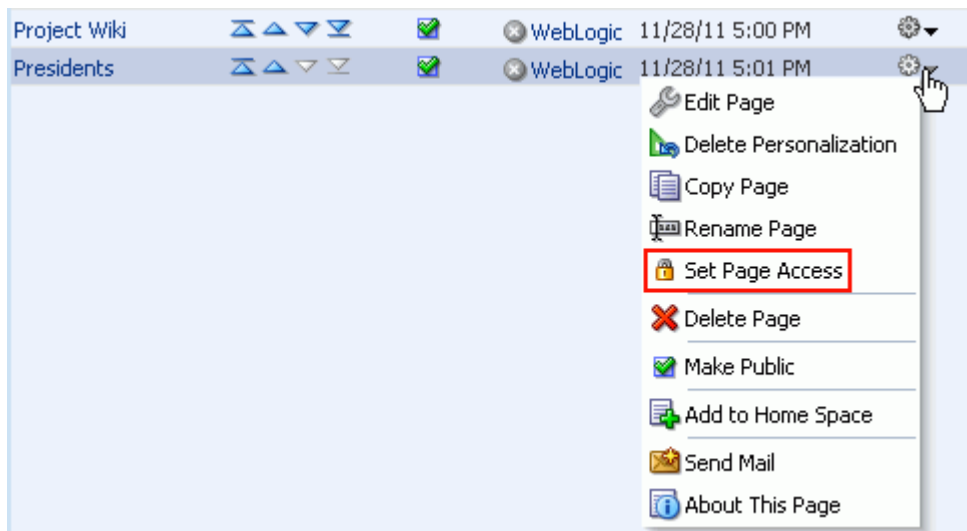 Project Wiki WebLogic 11/28/11 5:00 PM
Presidents WebLogic 11/28/11 5:01 PM
Edit Page
Delete Personalization
Copy Page
Rename Page
Set Page Access
Delete Page
Make Public
Add to Home Space
Send Mail
About This Page